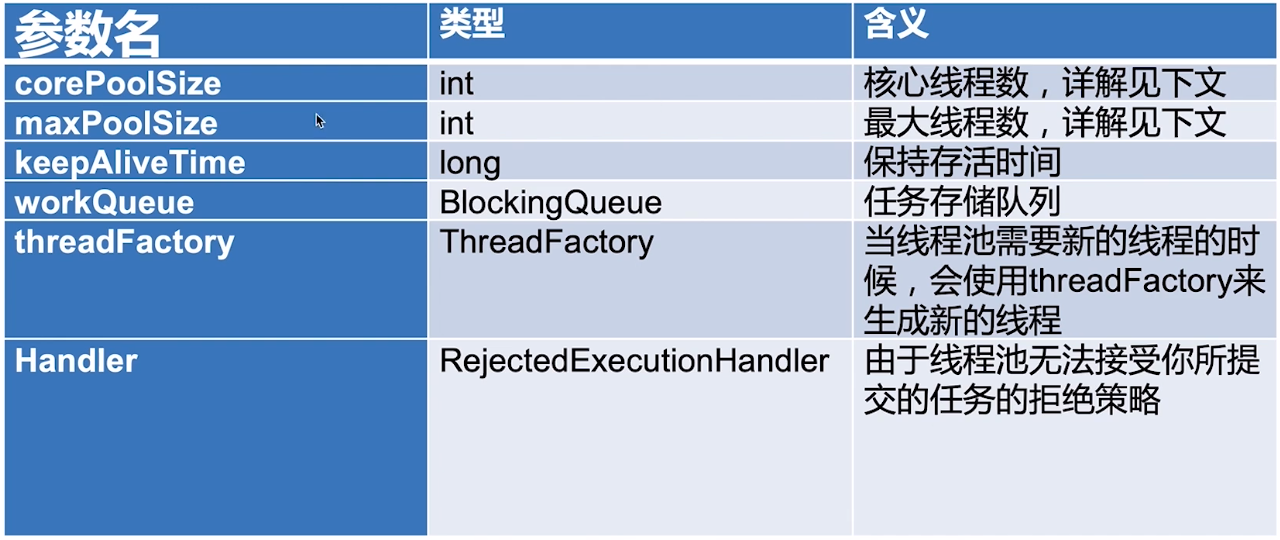 参数名 类型 含义
corePoolSize int 核心线程数，详解见下文
maxPoolSize int 最大线程数，详解见下文
keepAliveTime long 保持存活时间
workQueue BlockingQueue 任务存储队列
threadFactory ThreadFactory 当线程池需要新的线程的时
候，会使用threadFactory来
生成新的线程
Handler RejectedExecutionHandler 由于线程池无法接受你所提
交的任务的拒绝策略